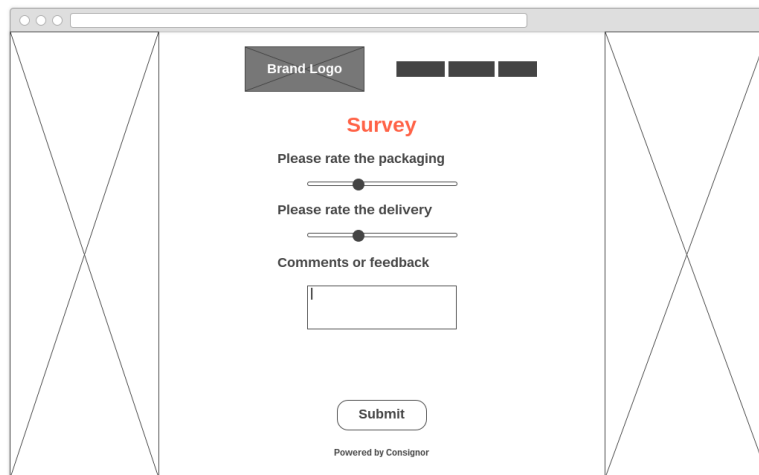 Brand Logo
Survey
Please rate the packaging
Please rate the delivery
Comments or feedback
Submit
Powered by Consignor